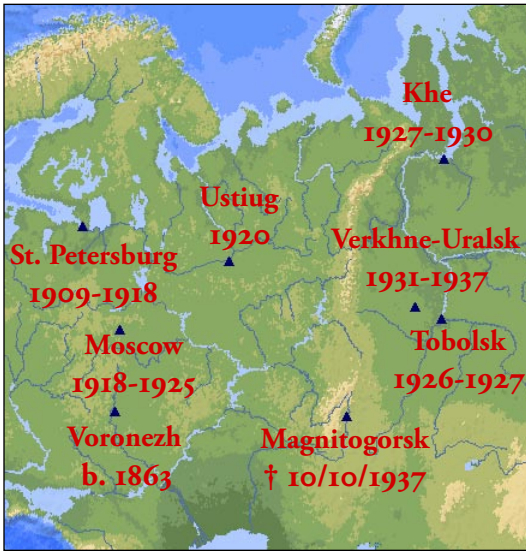 Khe
1927-1930
Ustiug
1920
Verkhne-Uralsk
1931-1937
St. Petersburg
1909-1918
Moscow
1918-1925
Tobolsk
1926-1927
Voronezh
b. 1863
Magnitogorsk
† 10/10/1937